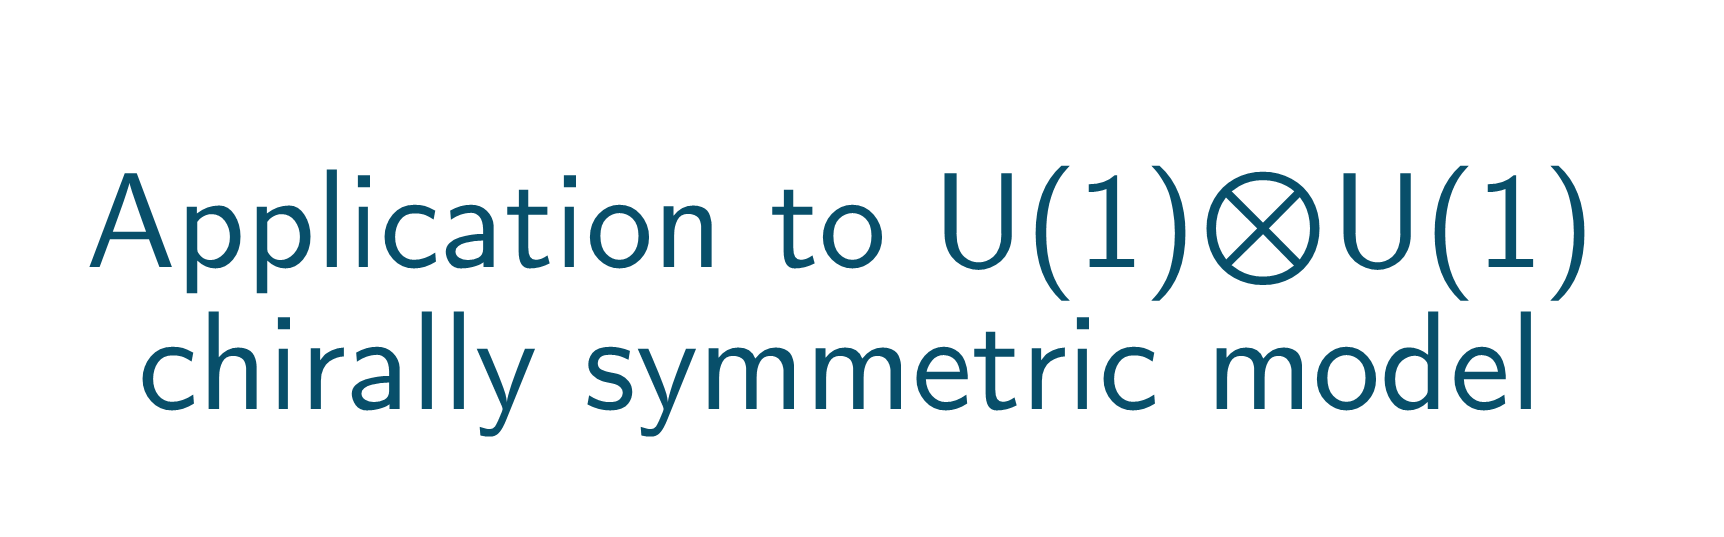 Application to U(1)⊗U(1)
chirally symmetric model